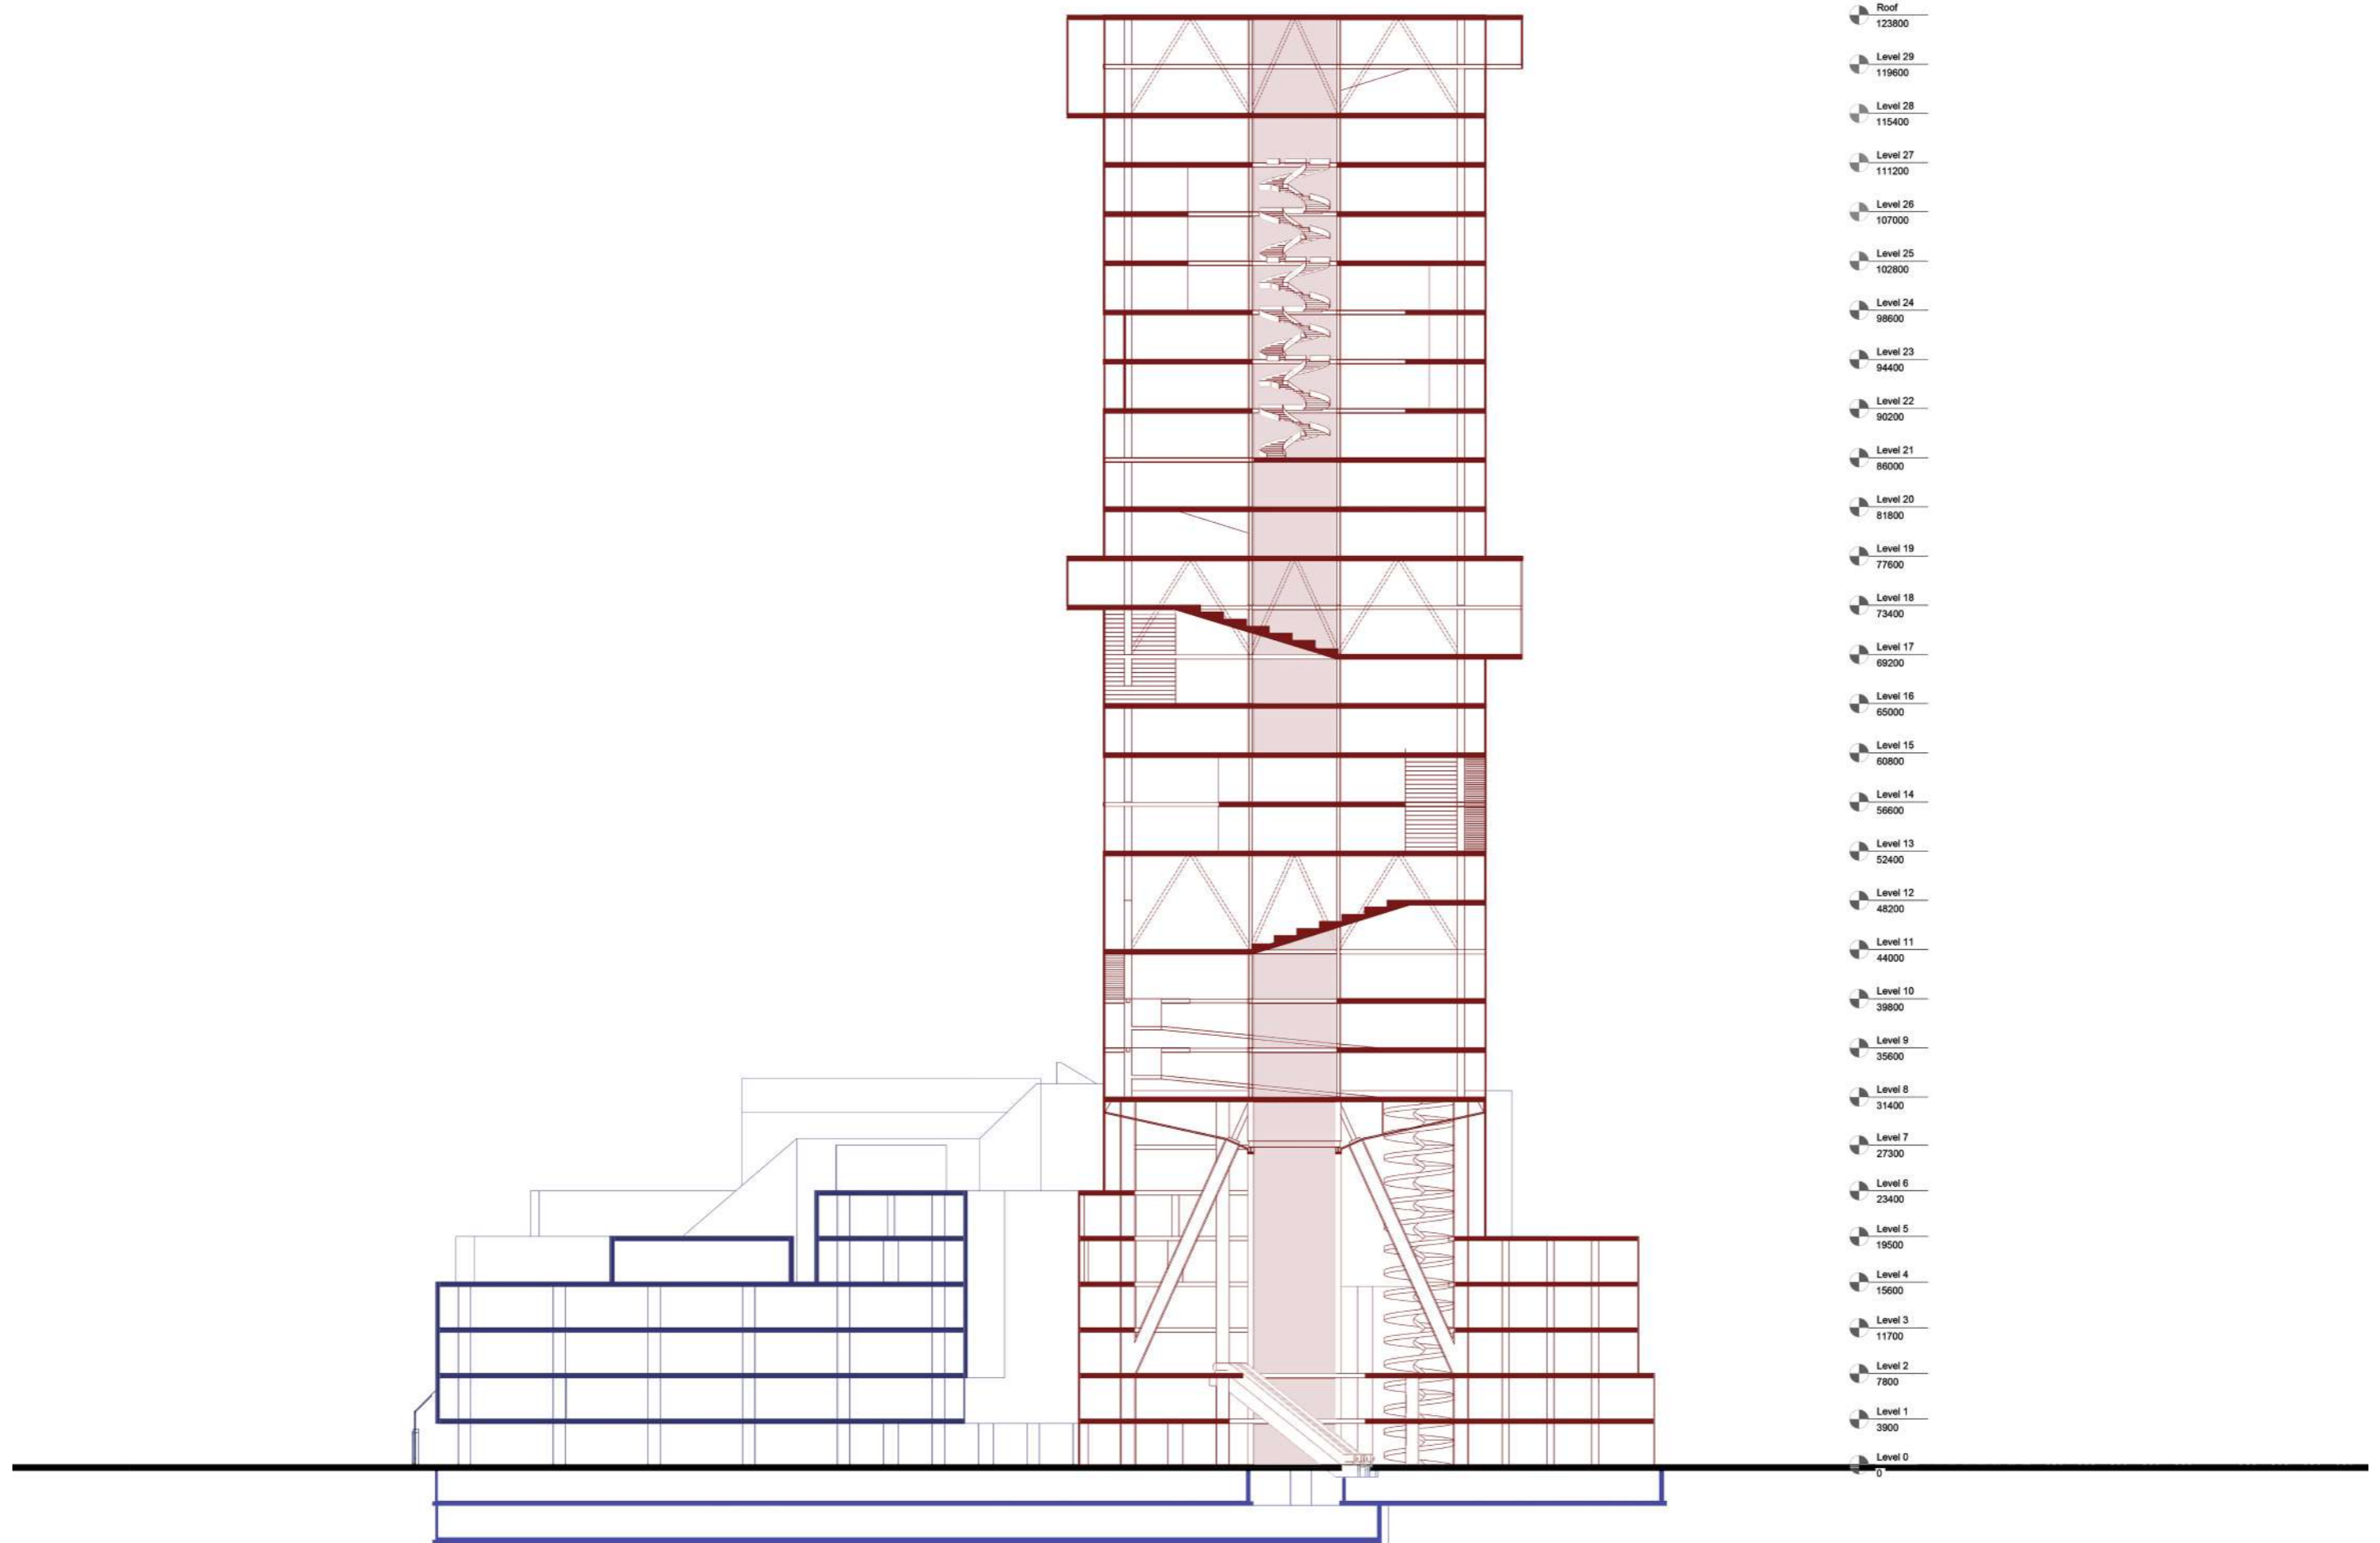 Roof
123800
Level 29
119600
Level 28
115400
Level 27
111200
Level 26
107000
Level 25
102800
Level 24
98600
Level 23
94400
Level 22
90200
Level 21
86000
Level 20
81800
Level 19
77600
Level 18
73400
Level 17
69200
Level 16
65000
Level 15
60800
Level 14
56600
Level 13
52400
Level 12
48200
Level 11
44000
Level 10
39800
Level 9
35600
Level 8
31400
Level 7
27300
Level 6
23400
Level 5
19500
Level 4
15600
Level 3
11700
Level 2
7800
Level 1
3900
Level 0
0